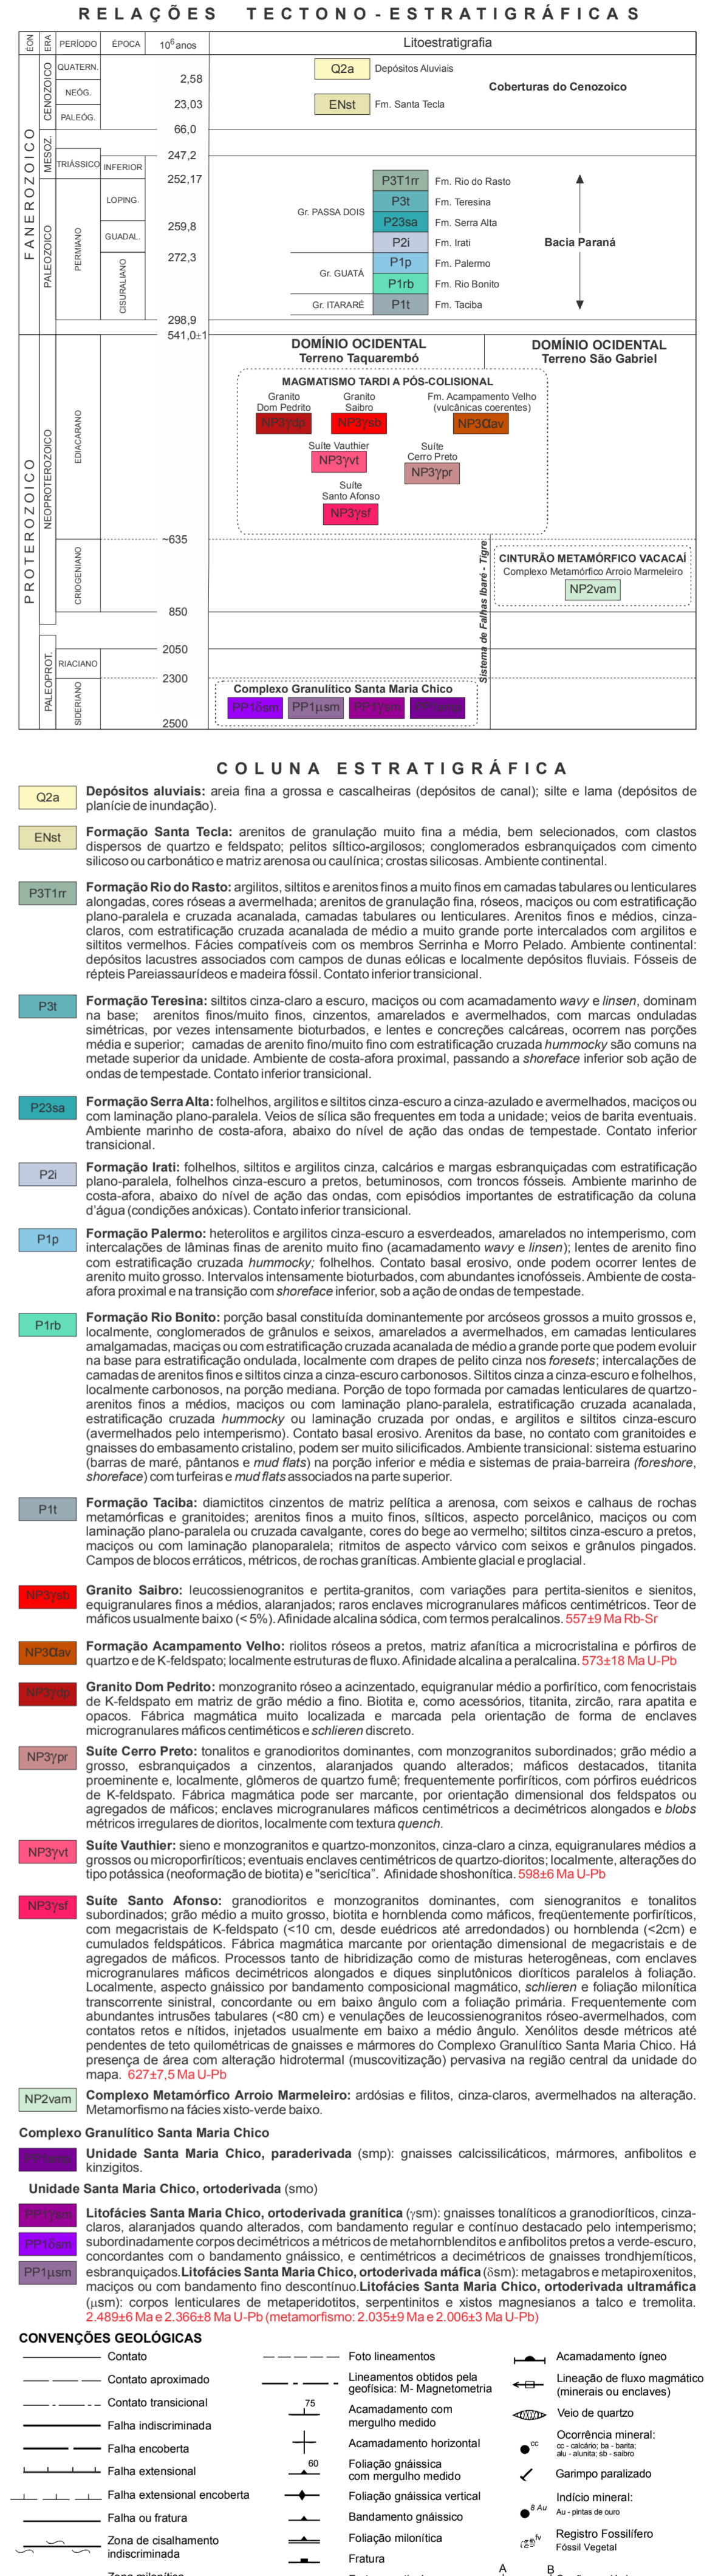 RELAÇÕES TECTONO-ESTRATIGRÁFICAS
ÉON ERA PERÍODO ÉPOCA 10⁶ anos Litoestratigrafia
FANEROZOICO
CENOZOICO
QUATERN.
2,58
NEÓG.
23,03
PALEÓG.
66,0
Q2a Depósitos Aluviais
ENst Fm. Santa Tecla
Coberturas do Cenozoico
MESOZ.
247,2
TRIÁSSICO INFERIOR
252,17
PALEOZOICO
PERMIANO
LOPING.
259,8
GUADAL.
272,3
CISURALIANO
298,9
541,0±1
Gr. PASSA DOIS
P3T1rr Fm. Rio do Rasto
P3t Fm. Teresina
P23sa Fm. Serra Alta
P2i Fm. Irati
Gr. GUATÁ
P1p Fm. Palermo
P1rb Fm. Rio Bonito
Gr. ITARARÉ P1t Fm. Taciba
Bacia Paraná
PROTEROZOICO
NEOPROTEROZOICO
EDIACARANO
DOMÍNIO OCIDENTAL
Terreno Taquarembó
DOMÍNIO OCIDENTAL
Terreno São Gabriel
MAGMATISMO TARDI A PÓS-COLISIONAL
Granito
Dom Pedrito
NP3γdp
Granito
Saibro
NP3γsb
Fm. Acampamento Velho
(vulcânicas coerentes)
NP3αav
Suíte Vauthier
NP3γvt
Suíte
Cerro Preto
NP3γpr
Suíte
Santo Afonso
NP3γsf
~635
CRIOGENIANO
850
Sistema de Falhas Ibaré - Tigre
CINTURÃO METAMÓRFICO VACACAÍ
Complexo Metamórfico Arroio Marmeleiro
NP2vam
PALEOPROT.
2050
RIACIANO
2300
SIDERIANO
2500
Complexo Granulítico Santa Maria Chico
PP1δsm PP1μsm PP1γsm
COLUNA ESTRATIGRÁFICA
Q2a Depósitos aluviais: areia fina a grossa e cascalheiras (depósitos de canal); silte e lama (depósitos de
planície de inundação).
ENst Formação Santa Tecla: arenitos de granulação muito fina a média, bem selecionados, com clastos
dispersos de quartzo e feldspato; pelitos síltico-argilosos; conglomerados esbranquiçados com cimento
silicoso ou carbonático e matriz arenosa ou caulínica; crostas silicosas. Ambiente continental.
P3T1rr Formação Rio do Rasto: argilitos, siltitos e arenitos finos a muito finos em camadas tabulares ou lenticulares
alongadas, cores róseas a avermelhada; arenitos de granulação fina, róseos, maciços ou com estratificação
plano-paralela e cruzada acanalada, camadas tabulares ou lenticulares. Arenitos finos e médios, cinza-
claros, com estratificação cruzada acanalada de médio a muito grande porte intercalados com argilitos e
siltitos vermelhos. Fácies compatíveis com os membros Serrinha e Morro Pelado. Ambiente continental:
depósitos lacustres associados com campos de dunas eólicas e localmente depósitos fluviais. Fósseis de
répteis Pareiassaurídeos e madeira fóssil. Contato inferior transicional.
P3t Formação Teresina: siltitos cinza-claro a escuro, maciços ou com acamadamento wavy e linsen, dominam
na base; arenitos finos/muito finos, cinzentos, amarelados e avermelhados, com marcas onduladas
simétricas, por vezes intensamente bioturbados, e lentes e concreções calcáreas, ocorrem nas porções
média e superior; camadas de arenito fino/muito fino com estratificação cruzada hummocky são comuns na
metade superior da unidade. Ambiente de costa-afora proximal, passando a shoreface inferior sob ação de
ondas de tempestade. Contato inferior transicional.
P23sa Formação Serra Alta: folhelhos, argilitos e siltitos cinza-escuro a cinza-azulado e avermelhados, maciços ou
com laminação plano-paralela. Veios de sílica são frequentes em toda a unidade; veios de barita eventuais.
Ambiente marinho de costa-afora, abaixo do nível de ação das ondas de tempestade. Contato inferior
transicional.
P2i Formação Irati: folhelhos, siltitos e argilitos cinza, calcários e margas esbranquiçadas com estratificação
plano-paralela, folhelhos cinza-escuro a pretos, betuminosos, com troncos fósseis. Ambiente marinho de
costa-afora, abaixo do nível de ação das ondas, com episódios importantes de estratificação da coluna
d'água (condições anóxicas). Contato inferior transicional.
P1p Formação Palermo: heterolitos e argilitos cinza-escuro a esverdeados, amarelados no intemperismo, com
intercalações de lâminas finas de arenito muito fino (acamadamento wavy e linsen); lentes de arenito fino
com estratificação cruzada hummocky; folhelhos. Contato basal erosivo, onde podem ocorrer lentes de
arenito muito grosso. Intervalos intensamente bioturbados, com abundantes icnofósseis. Ambiente de costa-
afora proximal e na transição com shoreface inferior, sob a ação de ondas de tempestade.
P1rb Formação Rio Bonito: porção basal constituída dominantemente por arcóseos grossos a muito grossos e,
localmente, conglomerados de grânulos e seixos, amarelados a avermelhados, em camadas lenticulares
amalgamadas, maciças ou com estratificação cruzada acanalada de médio a grande porte que podem evoluir
na base para estratificação ondulada, localmente com drapes de pelito cinza nos foresets; intercalações de
camadas de arenitos finos e siltitos cinza a cinza-escuro carbonosos. Siltitos cinza a cinza-escuro e folhelhos,
localmente carbonosos, na porção mediana. Porção de topo formada por camadas lenticulares de quartzo-
arenitos finos a médios, maciços ou com laminação plano-paralela, estratificação cruzada acanalada,
estratificação cruzada hummocky ou laminação cruzada por ondas, e argilitos e siltitos cinza-escuro
(avermelhados pelo intemperismo). Contato basal erosivo. Arenitos da base, no contato com granitoides e
gnaisses do embasamento cristalino, podem ser muito silicificados. Ambiente transicional: sistema estuarino
(barras de maré, pântanos e mud flats) na porção inferior e média e sistemas de praia-barreira (foreshore,
shoreface) com turfeiras e mud flats associados na parte superior.
P1t Formação Taciba: diamictitos cinzentos de matriz pelítica a arenosa, com seixos e calhaus de rochas
metamórficas e granitoides; arenitos finos a muito finos, sílticos, aspecto porcelânico, maciços ou com
laminação plano-paralela ou cruzada cavalgante, cores do bege ao vermelho; siltitos cinza-escuro a pretos,
maciços ou com laminação planoparalela; ritmitos de aspecto várvico com seixos e grânulos pingados.
Campos de blocos erráticos, métricos, de rochas graníticas. Ambiente glacial e proglacial.
NP3γsb Granito Saibro: leucossienogranitos e pertita-granitos, com variações para pertita-sienitos e sienitos,
equigranulares finos a médios, alaranjados; raros enclaves microgranulares máficos centimétricos. Teor de
máficos usualmente baixo (< 5%). Afinidade alcalina sódica, com termos peralcalinos. 557±9 Ma Rb-Sr
NP3αav Formação Acampamento Velho: riolitos róseos a pretos, matriz afanítica a microcristalina e pórfiros de
quartzo e de K-feldspato; localmente estruturas de fluxo. Afinidade alcalina a peralcalina. 573±18 Ma U-Pb
NP3γdp Granito Dom Pedrito: monzogranito róseo a acinzentado, equigranular médio a porfirítico, com fenocristais
de K-feldspato em matriz de grão médio a fino. Biotita e, como acessórios, titanita, zircão, rara apatita e
opacos. Fábrica magmática muito localizada e marcada pela orientação de forma de enclaves
microgranulares máficos centiméticos e schlieren discreto.
NP3γpr Suíte Cerro Preto: tonalitos e granodioritos dominantes, com monzogranitos subordinados; grão médio a
grosso, esbranquiçados a cinzentos, alaranjados quando alterados; máficos destacados, titanita
proeminente e, localmente, glômeros de quartzo fumê; frequentemente porfiríticos, com pórfiros euédricos
de K-feldspato. Fábrica magmática pode ser marcante, por orientação dimensional dos feldspatos ou
agregados de máficos; enclaves microgranulares máficos centimétricos a decimétricos alongados e blobs
métricos irregulares de dioritos, localmente com textura quench.
NP3γvt Suíte Vauthier: sieno e monzogranitos e quartzo-monzonitos, cinza-claro a cinza, equigranulares médios a
grossos ou microporfiríticos; eventuais enclaves centimétricos de quartzo-dioritos; localmente, alterações do
tipo potássica (neoformação de biotita) e "sericítica". Afinidade shoshonítica. 598±6 Ma U-Pb
NP3γsf Suíte Santo Afonso: granodioritos e monzogranitos dominantes, com sienogranitos e tonalitos
subordinados; grão médio a muito grosso, biotita e hornblenda como máficos, freqüentemente porfiríticos,
com megacristais de K-feldspato (<10 cm, desde euédricos até arredondados) ou hornblenda (<2cm) e
cumulados feldspáticos. Fábrica magmática marcante por orientação dimensional de megacristais e de
agregados de máficos. Processos tanto de hibridização como de misturas heterogêneas, com enclaves
microgranulares máficos decimétricos alongados e diques sinplutônicos dioríticos paralelos à foliação.
Localmente, aspecto gnáissico por bandamento composicional magmático, schlieren e foliação milonítica
transcorrente sinistral, concordante ou em baixo ângulo com a foliação primária. Frequentemente com
abundantes intrusões tabulares (<80 cm) e venulações de leucossienogranitos róseo-avermelhados, com
contatos retos e nítidos, injetados usualmente em baixo a médio ângulo. Xenólitos desde métricos até
pendentes de teto quilométricas de gnaisses e mármores do Complexo Granulítico Santa Maria Chico. Há
presença de área com alteração hidrotermal (muscovitização) pervasiva na região central da unidade do
mapa. 627±7,5 Ma U-Pb
NP2vam Complexo Metamórfico Arroio Marmeleiro: ardósias e filitos, cinza-claros, avermelhados na alteração.
Metamorfismo na fácies xisto-verde baixo.
Complexo Granulítico Santa Maria Chico
Unidade Santa Maria Chico, paraderivada (smp): gnaisses calcissilicáticos, mármores, anfibolitos e
kinzigitos.
Unidade Santa Maria Chico, ortoderivada (smo)
PP1γsm Litofácies Santa Maria Chico, ortoderivada granítica (γsm): gnaisses tonalíticos a granodioríticos, cinza-
claros, alaranjados quando alterados, com bandamento regular e contínuo destacado pelo intemperismo;
PP1δsm subordinadamente corpos decimétricos a métricos de metahornblenditos e anfibolitos pretos a verde-escuro,
concordantes com o bandamento gnáissico, e centimétricos a decimétricos de gnaisses trondhjemíticos,
PP1μsm esbranquiçados. Litofácies Santa Maria Chico, ortoderivada máfica (δsm): metagabros e metapiroxenitos,
maciços ou com bandamento fino descontínuo. Litofácies Santa Maria Chico, ortoderivada ultramáfica
(μsm): corpos lenticulares de metaperidotitos, serpentinitos e xistos magnesianos a talco e tremolita.
2.489±6 Ma e 2.366±8 Ma U-Pb (metamorfismo: 2.035±9 Ma e 2.006±3 Ma U-Pb)
CONVENÇÕES GEOLÓGICAS
Contato
Contato aproximado
Contato transicional
Falha indiscriminada
Falha encoberta
Falha extensional
Falha extensional encoberta
Falha ou fratura
Zona de cisalhamento
indiscriminada
Foto lineamentos
Lineamentos obtidos pela
geofísica: M- Magnetometria
75
Acamadamento com
mergulho medido
Acamadamento horizontal
60
Foliação gnáissica
com mergulho medido
Foliação gnáissica vertical
Bandamento gnáissico
Foliação milonítica
Fratura
Acamadamento ígneo
Lineação de fluxo magmático
(minerais ou enclaves)
Veio de quartzo
cc
Ocorrência mineral:
cc - calcário; ba - barita;
alu - alunita; sb - saibro
Garimpo paralizado
8 Au
Indício mineral:
Au - pintas de ouro
fv
Registro Fossilífero
Fóssil Vegetal
A B